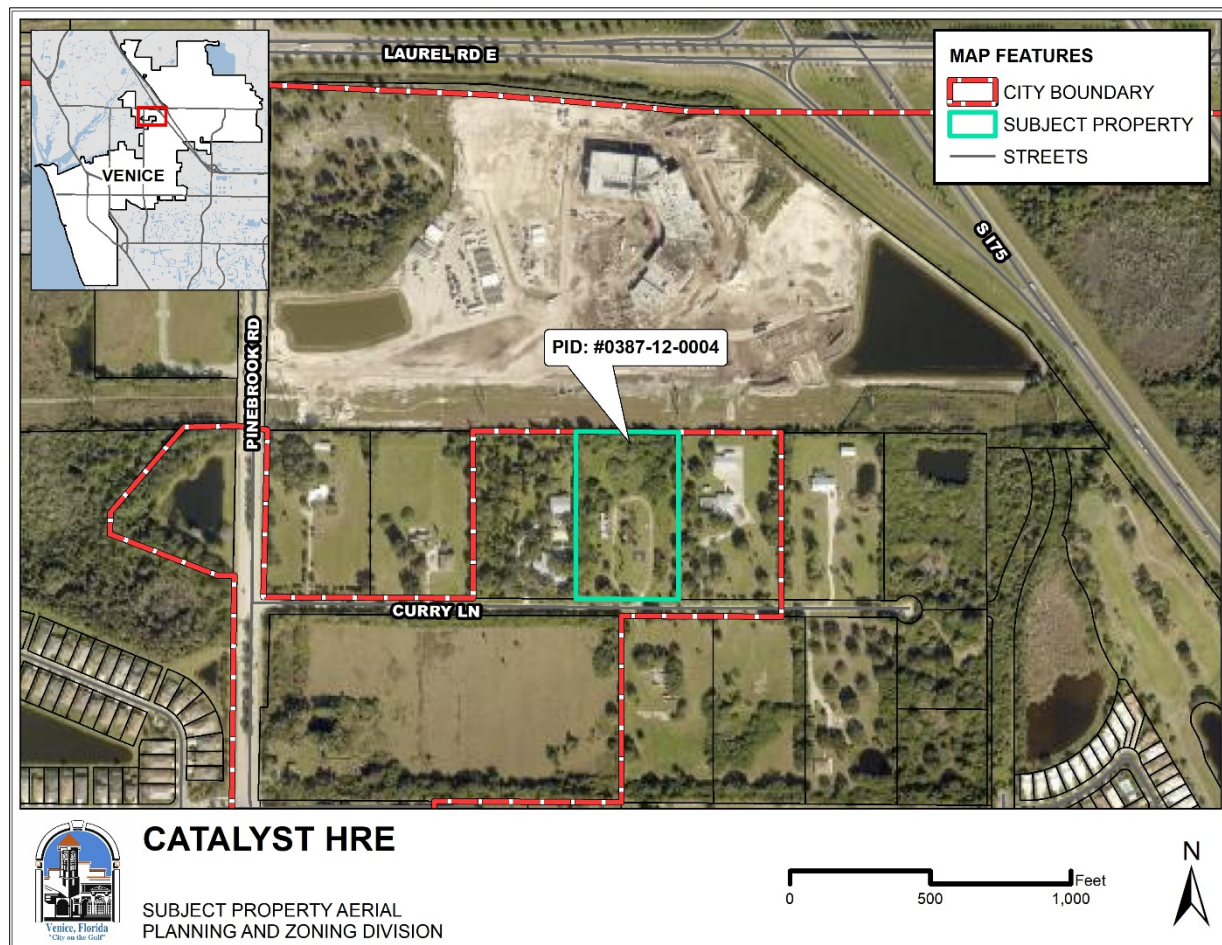 LAUREL RD E
MAP FEATURES
CITY BOUNDARY
SUBJECT PROPERTY
STREETS
VENICE
S I75
PINEBROOK RD
PID: #0387-12-0004
CURRY LN
CATALYST HRE
SUBJECT PROPERTY AERIAL
PLANNING AND ZONING DIVISION
Venice, Florida
"City on the Gulf"
Feet
0 500 1,000
N